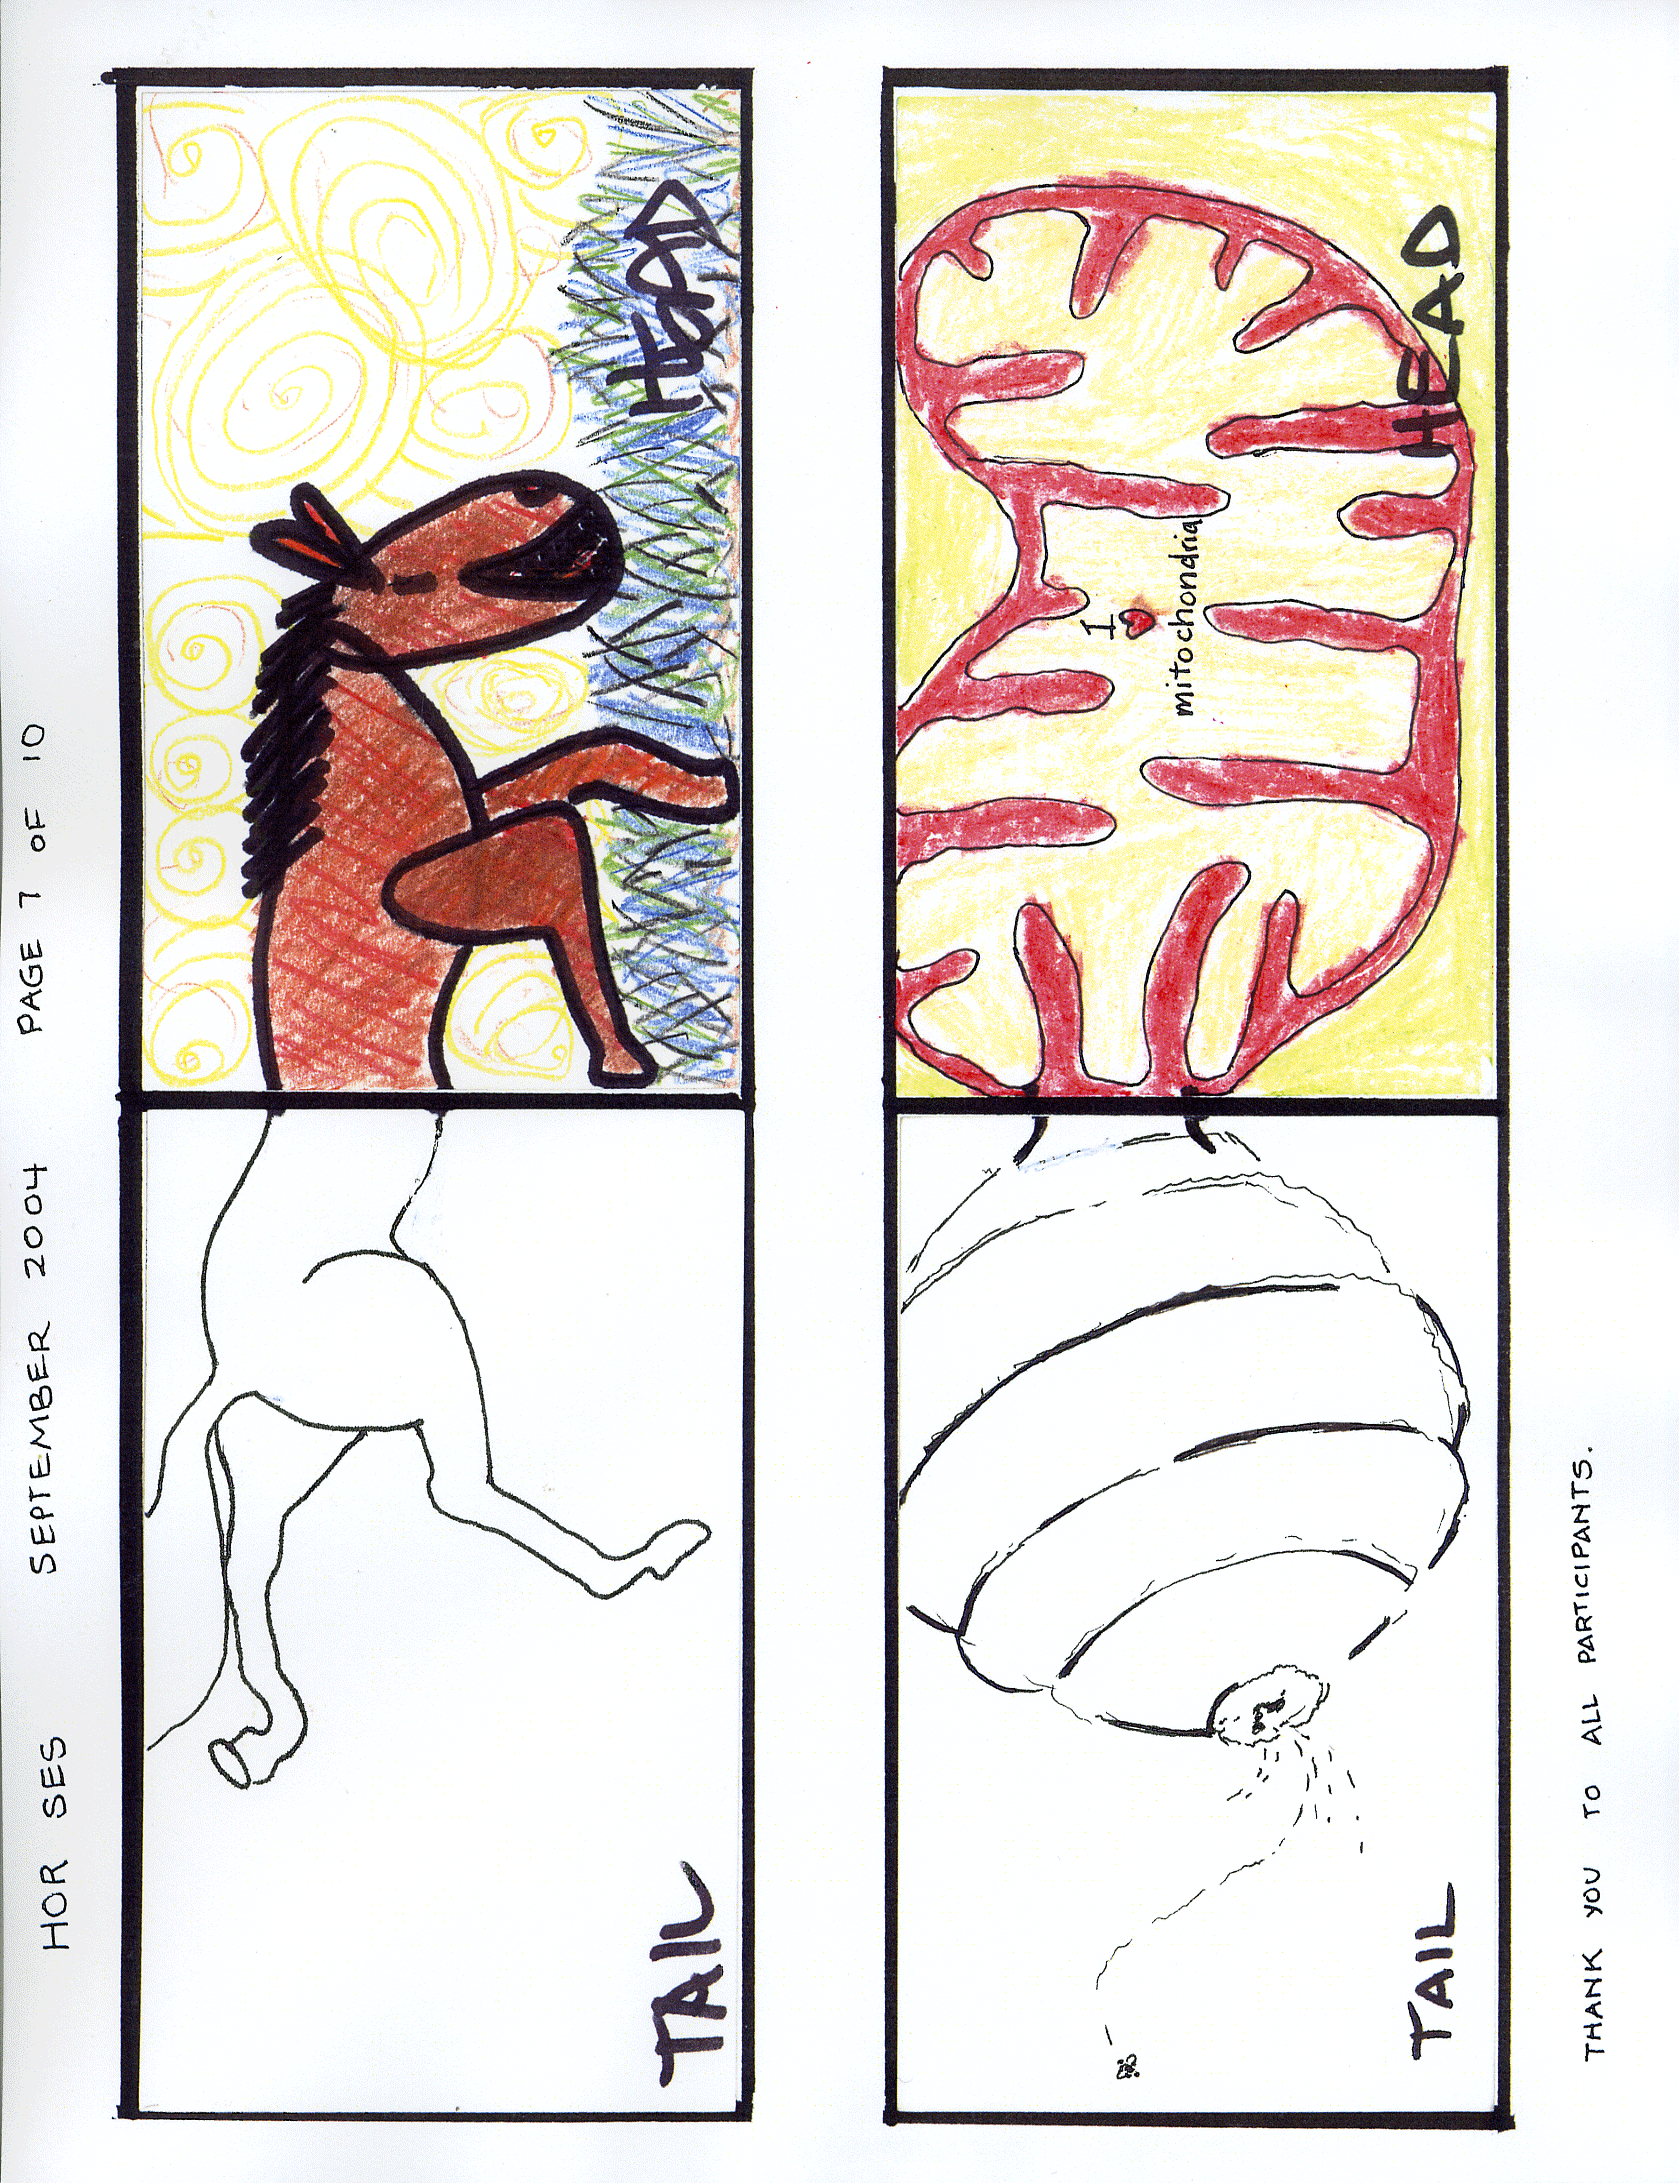 HOR SES SEPTEMBER 2004 PAGE 7 OF 10
TAIL
HEAD
I
mitochondria
TAIL
HEAD
THANK YOU TO ALL PARTICIPANTS.